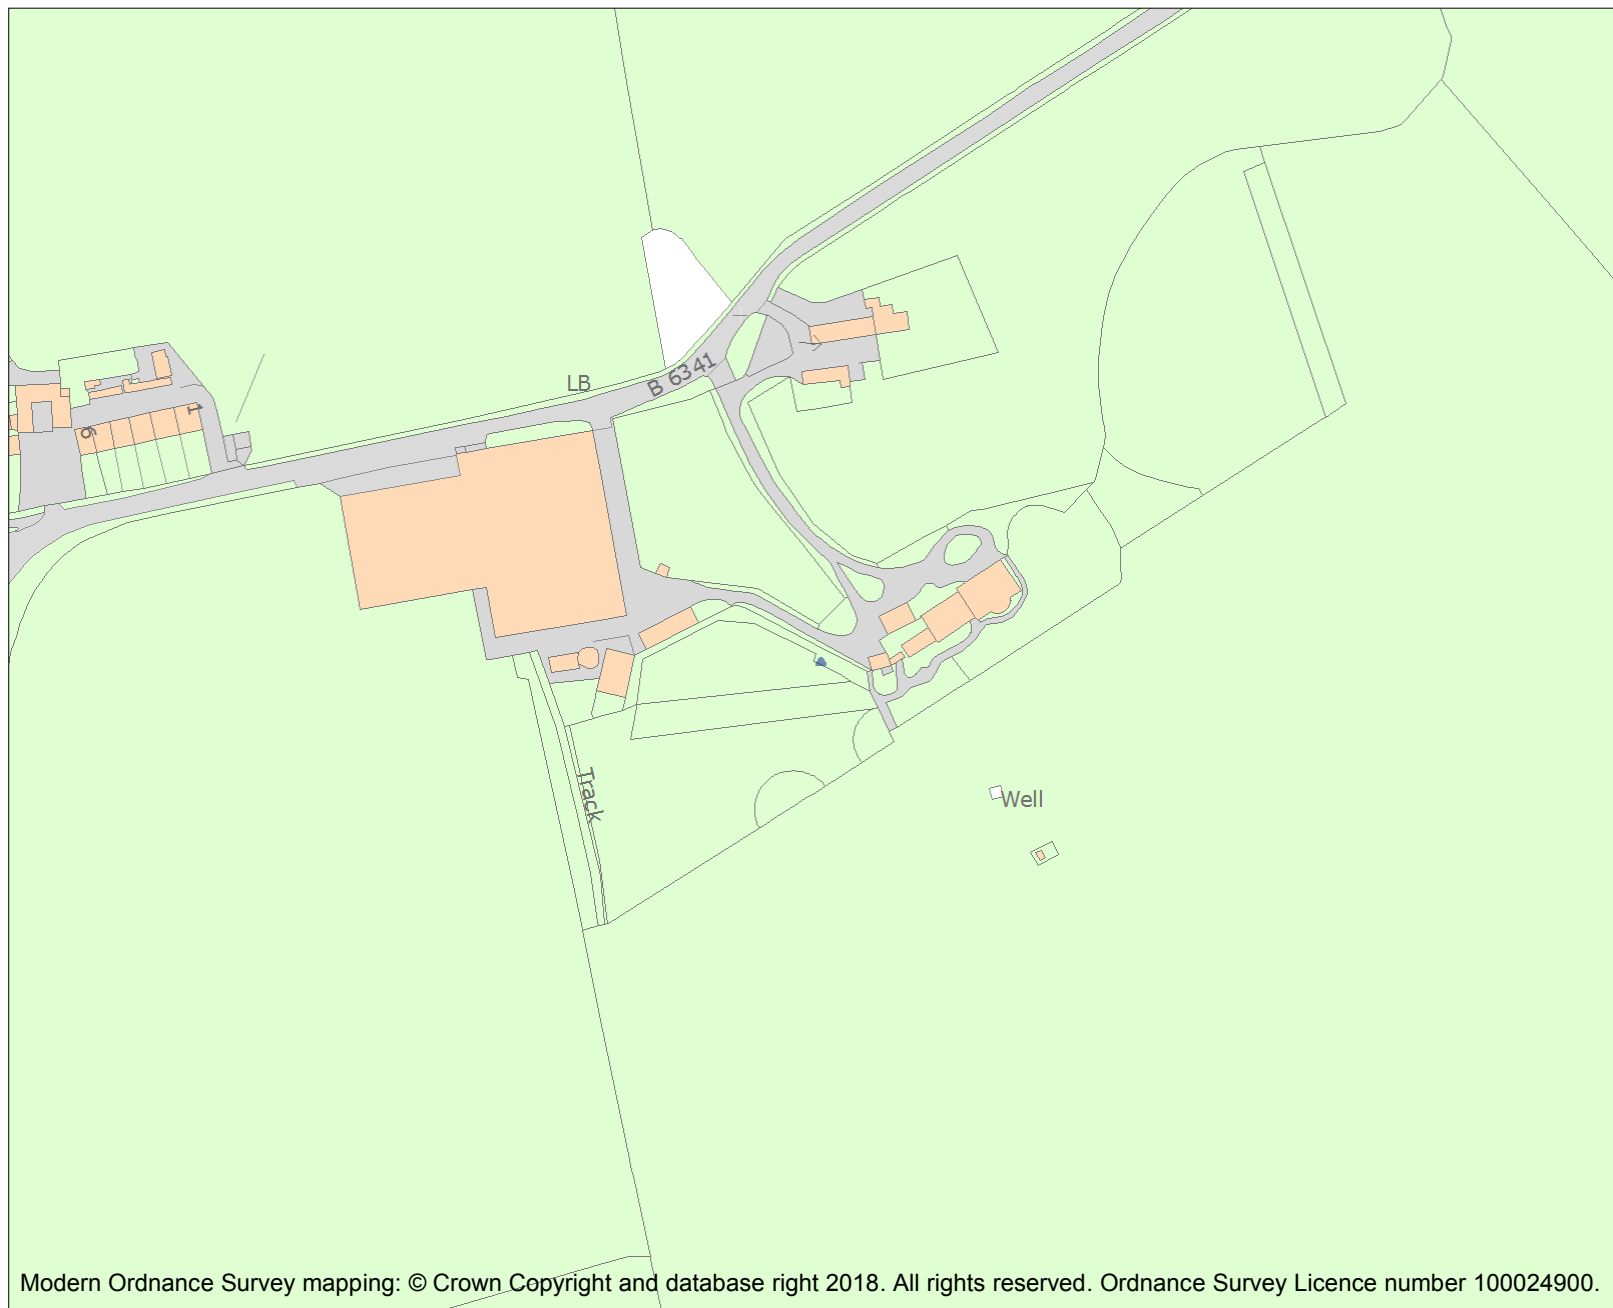 LB
B 6341
1
6
Track
Well
Modern Ordnance Survey mapping: © Crown Copyright and database right 2018. All rights reserved. Ordnance Survey Licence number 100024900.